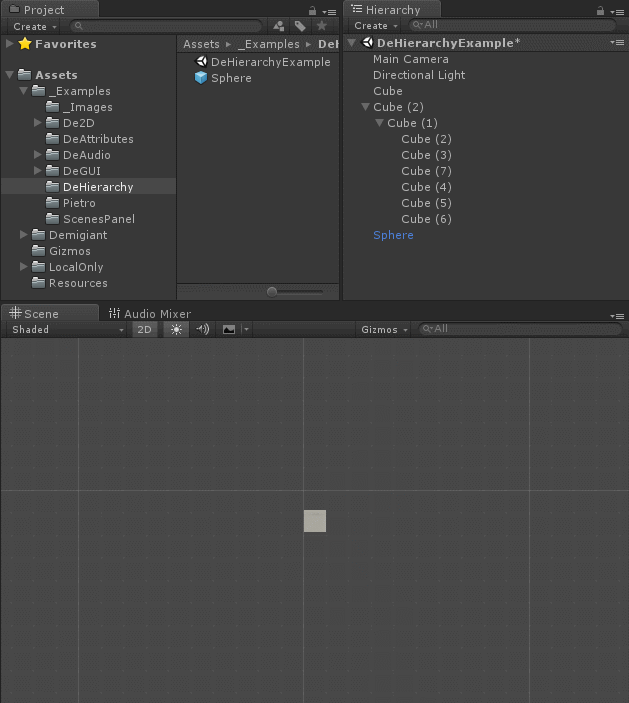 Project
Create
Favorites
Assets
_Examples
_Images
De2D
DeAttributes
DeAudio
DeGUI
DeHierarchy
Pietro
ScenesPanel
Demigiant
Gizmos
LocalOnly
Resources
Assets ▸ _Examples ▸ DeH
DeHierarchyExample
Sphere
Hierarchy
Create
All
DeHierarchyExample*
Main Camera
Directional Light
Cube
Cube (2)
Cube (1)
Cube (2)
Cube (3)
Cube (7)
Cube (4)
Cube (5)
Cube (6)
Sphere
Scene
Audio Mixer
Shaded
2D
Gizmos
All